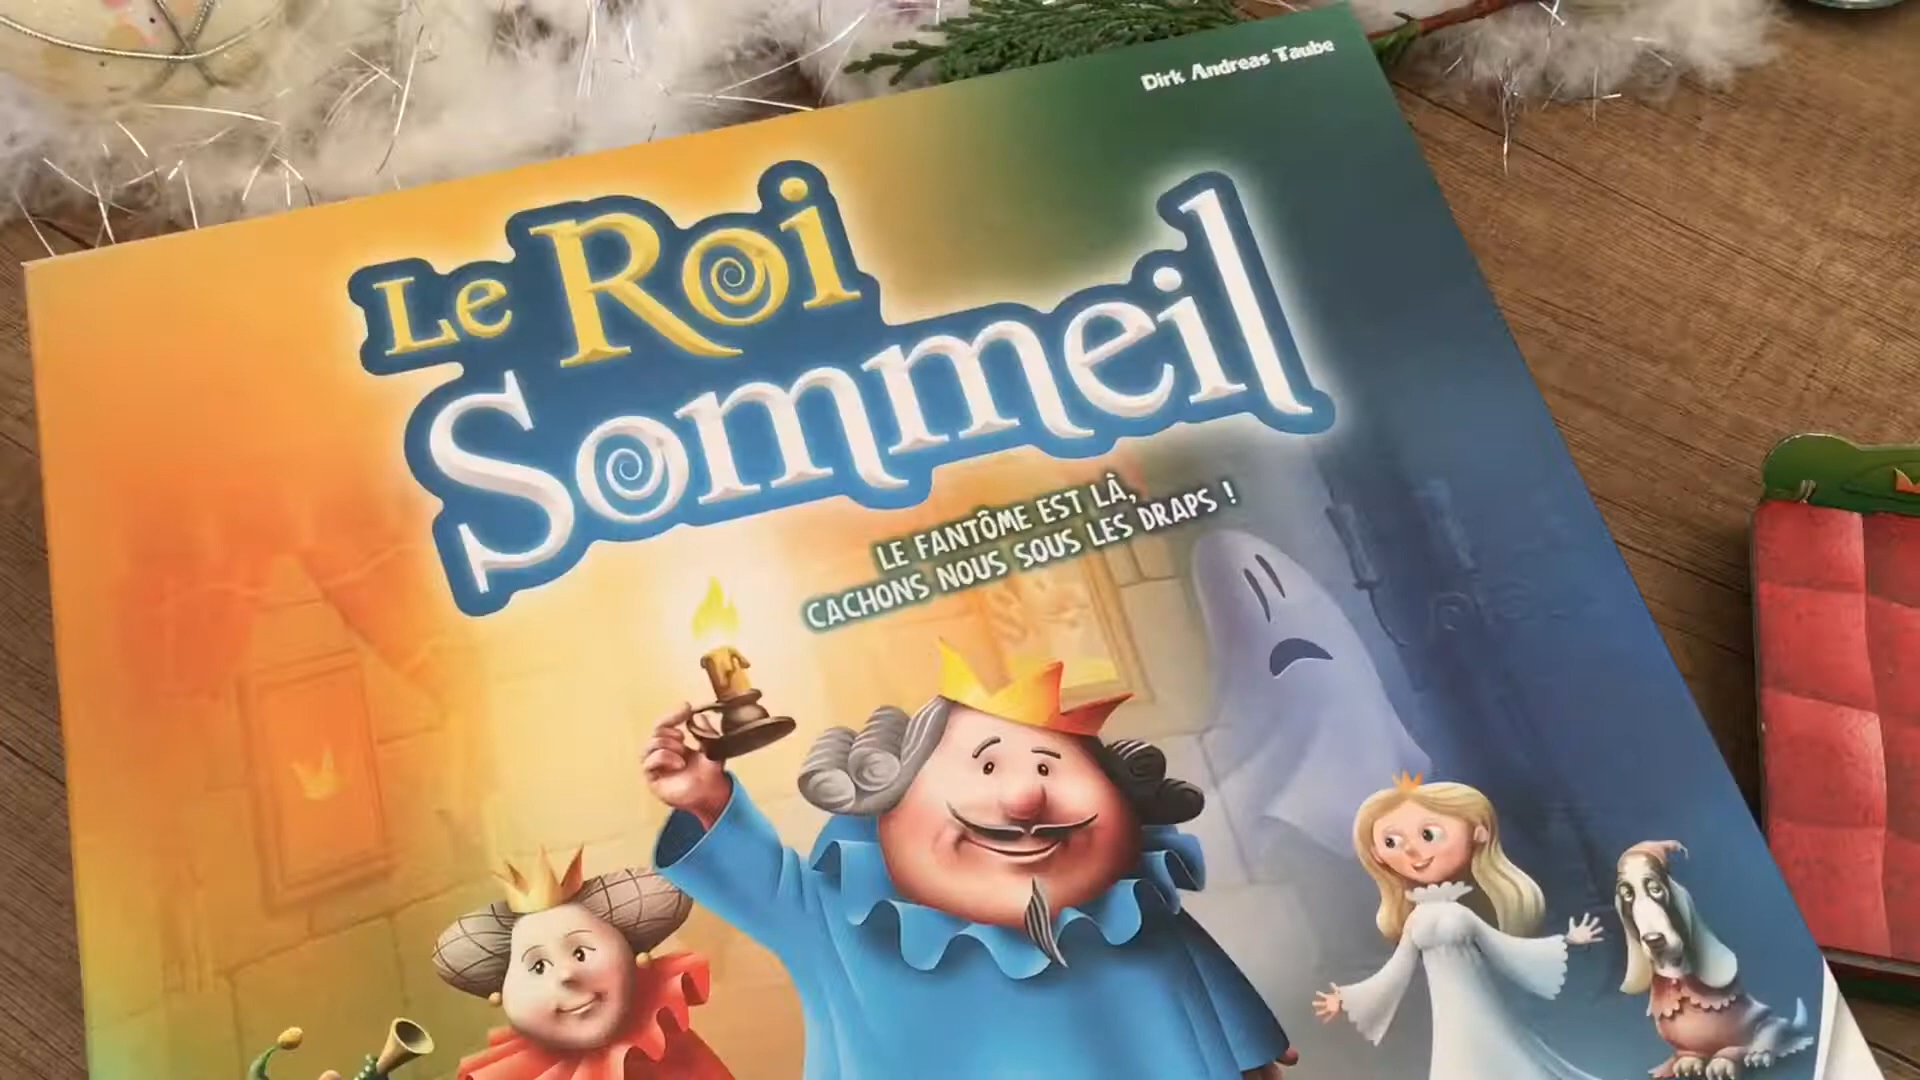 Dirk Andreas Taube
Le Roi
Sommeil
LE FANTÔME EST LÀ,
CACHONS NOUS SOUS LES DRAPS !